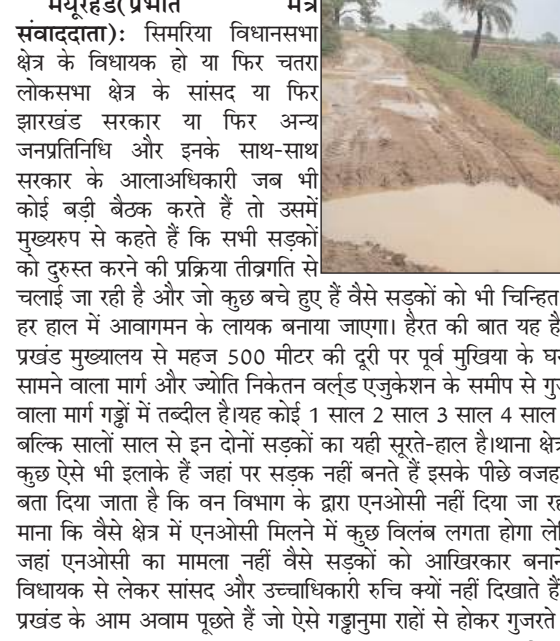 मयूरहंड(प्रभात मंत्र
संवाददाता): सिमरिया विधानसभा
क्षेत्र के विधायक हो या फिर चतरा
लोकसभा क्षेत्र के सांसद या फिर
झारखंड सरकार या फिर अन्य
जनप्रतिनिधि और इनके साथ-साथ
सरकार के आलाअधिकारी जब भी
कोई बड़ी बैठक करते हैं तो उसमें
मुख्यरुप से कहते हैं कि सभी सड़कों
को दुरुस्त करने की प्रक्रिया तीव्रगति से
चलाई जा रही है और जो कुछ बचे हुए हैं वैसे सड़कों को भी चिन्हित
हर हाल में आवागमन के लायक बनाया जाएगा। हैरत की बात यह है
प्रखंड मुख्यालय से महज 500 मीटर की दूरी पर पूर्व मुखिया के
सामने वाला मार्ग और ज्योति निकेतन वर्ल्ड एजुकेशन के समीप से
वाला मार्ग गड्ढों में तब्दील है।यह कोई 1 साल 2 साल 3 साल 4 साल
बल्कि सालों साल से इन दोनों सड़कों का यही सूरते-हाल है।थाना
कुछ ऐसे भी इलाके हैं जहां पर सड़क नहीं बनते हैं इसके पीछे वजह
बता दिया जाता है कि वन विभाग के द्वारा एनओसी नहीं दिया जा
माना कि वैसे क्षेत्र में एनओसी मिलने में कुछ विलंब लगता होगा
जहां एनओसी का मामला नहीं वैसे सड़कों को आखिरकार
विधायक से लेकर सांसद और उच्चाधिकारी रुचि क्यों नहीं दिखाते हैं
प्रखंड के आम अवाम पूछते हैं जो ऐसे गड्ढानुमा राहों से होकर गुजरते